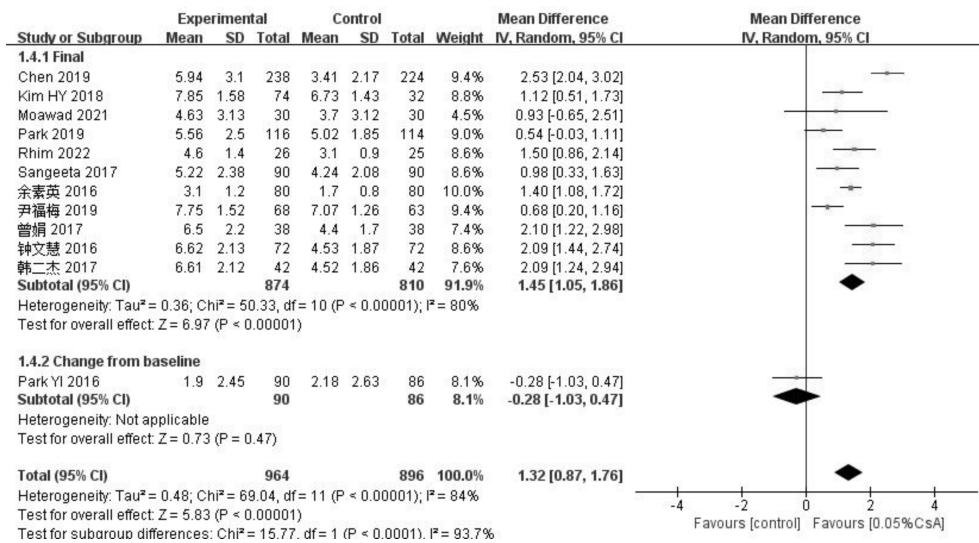 Experimental Control Mean Difference Mean Difference
Study or Subgroup Mean SD Total Mean SD Total Weight IV, Random, 95% CI IV, Random, 95% CI
1.4.1 Final
Chen 2019 5.94 3.1 238 3.41 2.17 224 9.4% 2.53 [2.04, 3.02]
Kim HY 2018 7.85 1.58 74 6.73 1.43 32 8.8% 1.12 [0.51, 1.73]
Moawad 2021 4.63 3.13 30 3.7 3.12 30 4.5% 0.93 [-0.65, 2.51]
Park 2019 5.56 2.5 116 5.02 1.85 114 9.0% 0.54 [-0.03, 1.11]
Rhim 2022 4.6 1.4 26 3.1 0.9 25 8.6% 1.50 [0.86, 2.14]
Sangeeta 2017 5.22 2.38 90 4.24 2.08 90 8.6% 0.98 [0.33, 1.63]
余素英 2016 3.1 1.2 80 1.7 0.8 80 10.0% 1.40 [1.08, 1.72]
尹福梅 2019 7.75 1.52 68 7.07 1.26 63 9.4% 0.68 [0.20, 1.16]
曾娟 2017 6.5 2.2 38 4.4 1.7 38 7.4% 2.10 [1.22, 2.98]
钟文慧 2016 6.62 2.13 72 4.53 1.87 72 8.6% 2.09 [1.44, 2.74]
韩二杰 2017 6.61 2.12 42 4.52 1.86 42 7.6% 2.09 [1.24, 2.94]
Subtotal (95% CI) 874 810 91.9% 1.45 [1.05, 1.86]
Heterogeneity: Tau² = 0.36; Chi² = 50.33, df = 10 (P < 0.00001); I² = 80%
Test for overall effect: Z = 6.97 (P < 0.00001)
1.4.2 Change from baseline
Park YI 2016 1.9 2.45 90 2.18 2.63 86 8.1% -0.28 [-1.03, 0.47]
Subtotal (95% CI) 90 86 8.1% -0.28 [-1.03, 0.47]
Heterogeneity: Not applicable
Test for overall effect: Z = 0.73 (P = 0.47)
Total (95% CI) 964 896 100.0% 1.32 [0.87, 1.76]
Heterogeneity: Tau² = 0.48; Chi² = 69.04, df = 11 (P < 0.00001); I² = 84%
Test for overall effect: Z = 5.83 (P < 0.00001)
Test for subgroup differences: Chi² = 15.77, df = 1 (P < 0.0001), I² = 93.7%
-4 -2 0 2 4
Favours [control] Favours [0.05%CsA]